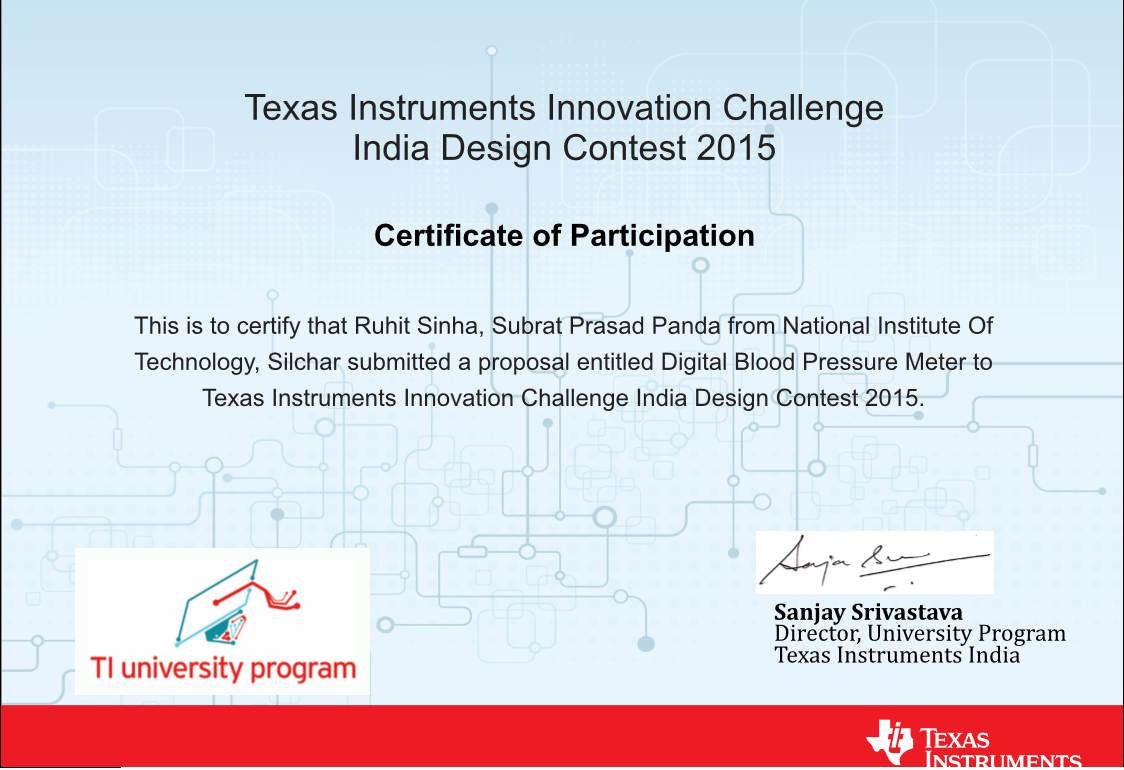 Texas Instruments Innovation Challenge
India Design Contest 2015
Certificate of Participation
This is to certify that Ruhit Sinha, Subrat Prasad Panda from National Institute Of
Technology, Silchar submitted a proposal entitled Digital Blood Pressure Meter to
Texas Instruments Innovation Challenge India Design Contest 2015.
TI university program
Sanjay Srivastava
Director, University Program
Texas Instruments India
ti
TEXAS
INSTRUMENTS